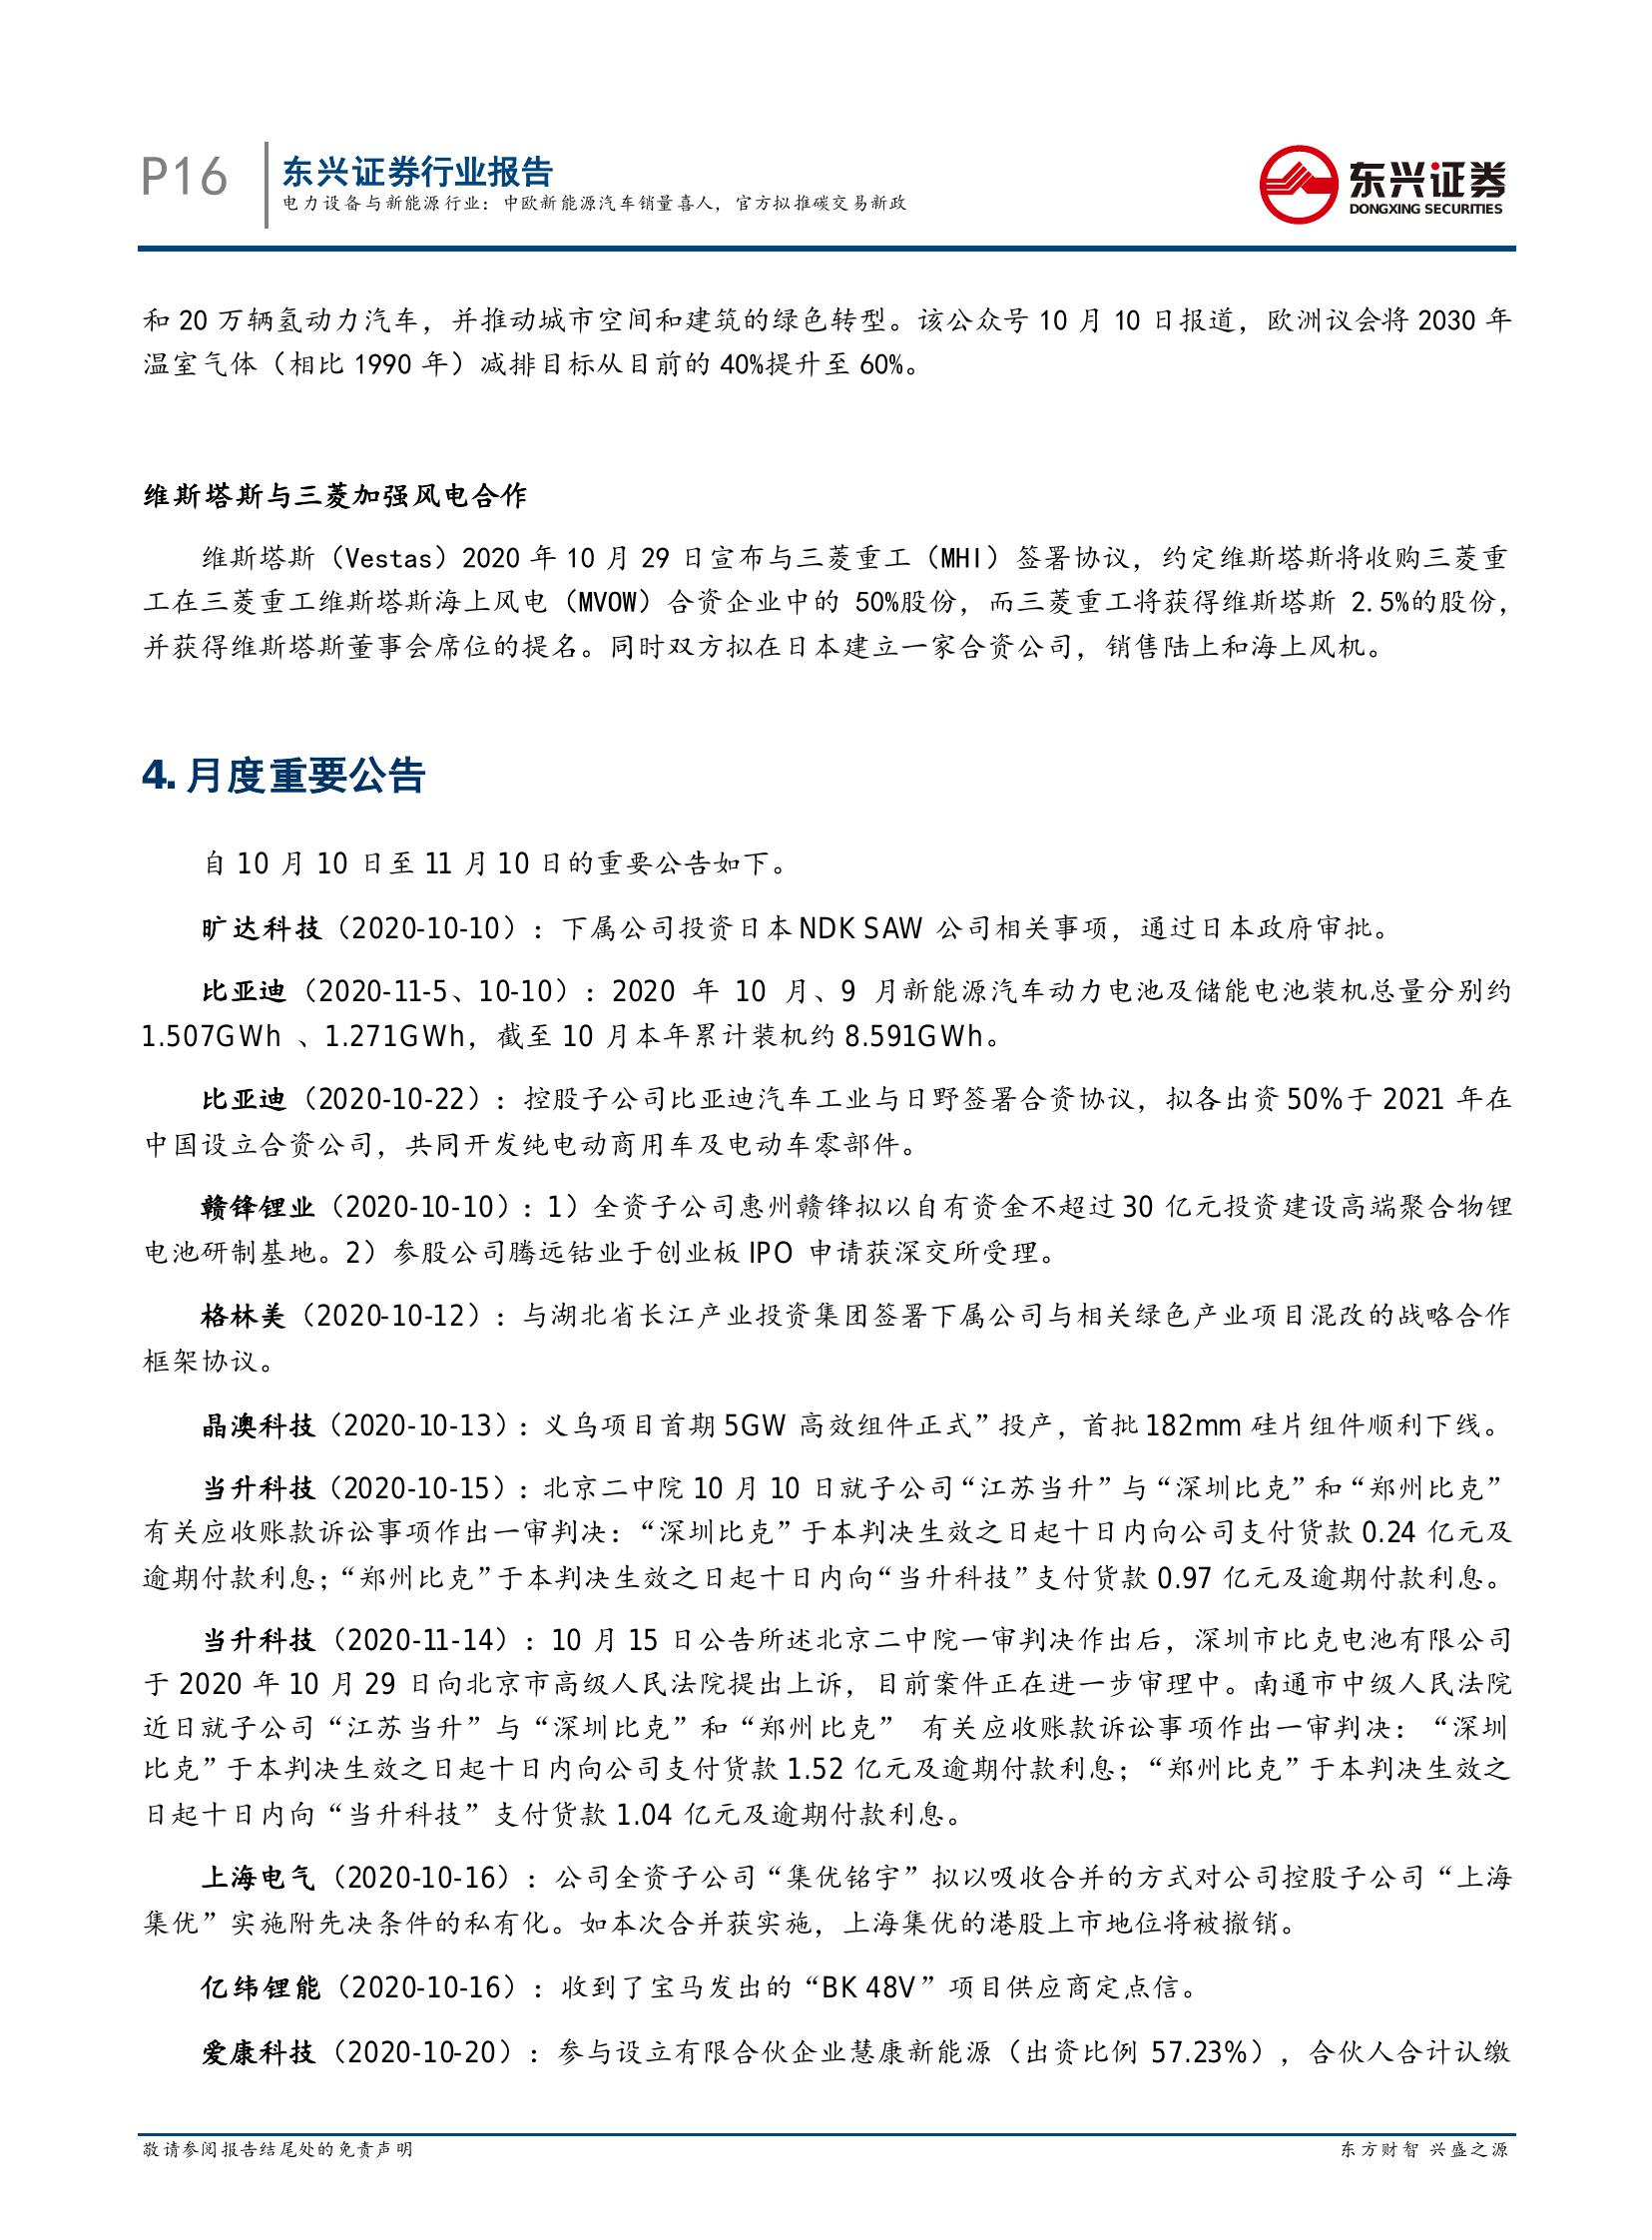 P16
东兴证券行业报告
电力设备与新能源行业：中欧新能源汽车销量喜人，官方拟推碳交易新政
东兴证券
DONGXING SECURITIES
和 20 万辆氢动力汽车，并推动城市空间和建筑的绿色转型。该公众号 10 月 10 日报道，欧洲议会将 2030 年
温室气体（相比 1990 年）减排目标从目前的 40%提升至 60%。
维斯塔斯与三菱加强风电合作
维斯塔斯（Vestas）2020 年 10 月 29 日宣布与三菱重工（MHI）签署协议，约定维斯塔斯将收购三菱重
工在三菱重工维斯塔斯海上风电（MVOW）合资企业中的 50%股份，而三菱重工将获得维斯塔斯 2.5%的股份，
并获得维斯塔斯董事会席位的提名。同时双方拟在日本建立一家合资公司，销售陆上和海上风机。
4. 月度重要公告
自 10 月 10 日至 11 月 10 日的重要公告如下。
旷达科技（2020-10-10）：下属公司投资日本 NDK SAW 公司相关事项，通过日本政府审批。
比亚迪（2020-11-5、10-10）：2020 年 10 月、9 月新能源汽车动力电池及储能电池装机总量分别约
1.507GWh 、1.271GWh，截至 10 月本年累计装机约 8.591GWh。
比亚迪（2020-10-22）：控股子公司比亚迪汽车工业与日野签署合资协议，拟各出资 50%于 2021 年在
中国设立合资公司，共同开发纯电动商用车及电动车零部件。
赣锋锂业（2020-10-10）：1）全资子公司惠州赣锋拟以自有资金不超过 30 亿元投资建设高端聚合物锂
电池研制基地。2）参股公司腾远钴业于创业板 IPO 申请获深交所受理。
格林美（2020-10-12）：与湖北省长江产业投资集团签署下属公司与相关绿色产业项目混改的战略合作
框架协议。
晶澳科技（2020-10-13）：义乌项目首期 5GW 高效组件正式”投产，首批 182mm 硅片组件顺利下线。
当升科技（2020-10-15）：北京二中院 10 月 10 日就子公司“江苏当升”与“深圳比克”和“郑州比克”
有关应收账款诉讼事项作出一审判决：“深圳比克”于本判决生效之日起十日内向公司支付货款 0.24 亿元及
逾期付款利息；“郑州比克”于本判决生效之日起十日内向“当升科技”支付货款 0.97 亿元及逾期付款利息。
当升科技（2020-11-14）：10 月 15 日公告所述北京二中院一审判决作出后，深圳市比克电池有限公司
于 2020 年 10 月 29 日向北京市高级人民法院提出上诉，目前案件正在进一步审理中。南通市中级人民法院
近日就子公司“江苏当升”与“深圳比克”和“郑州比克” 有关应收账款诉讼事项作出一审判决：“深圳
比克”于本判决生效之日起十日内向公司支付货款 1.52 亿元及逾期付款利息；“郑州比克”于本判决生效之
日起十日内向“当升科技”支付货款 1.04 亿元及逾期付款利息。
上海电气（2020-10-16）：公司全资子公司“集优铭宇”拟以吸收合并的方式对公司控股子公司“上海
集优”实施附先决条件的私有化。如本次合并获实施，上海集优的港股上市地位将被撤销。
亿纬锂能（2020-10-16）：收到了宝马发出的“BK 48V”项目供应商定点信。
爱康科技（2020-10-20）：参与设立有限合伙企业慧康新能源（出资比例 57.23%），合伙人合计认缴
敬请参阅报告结尾处的免责声明
东方财智 兴盛之源